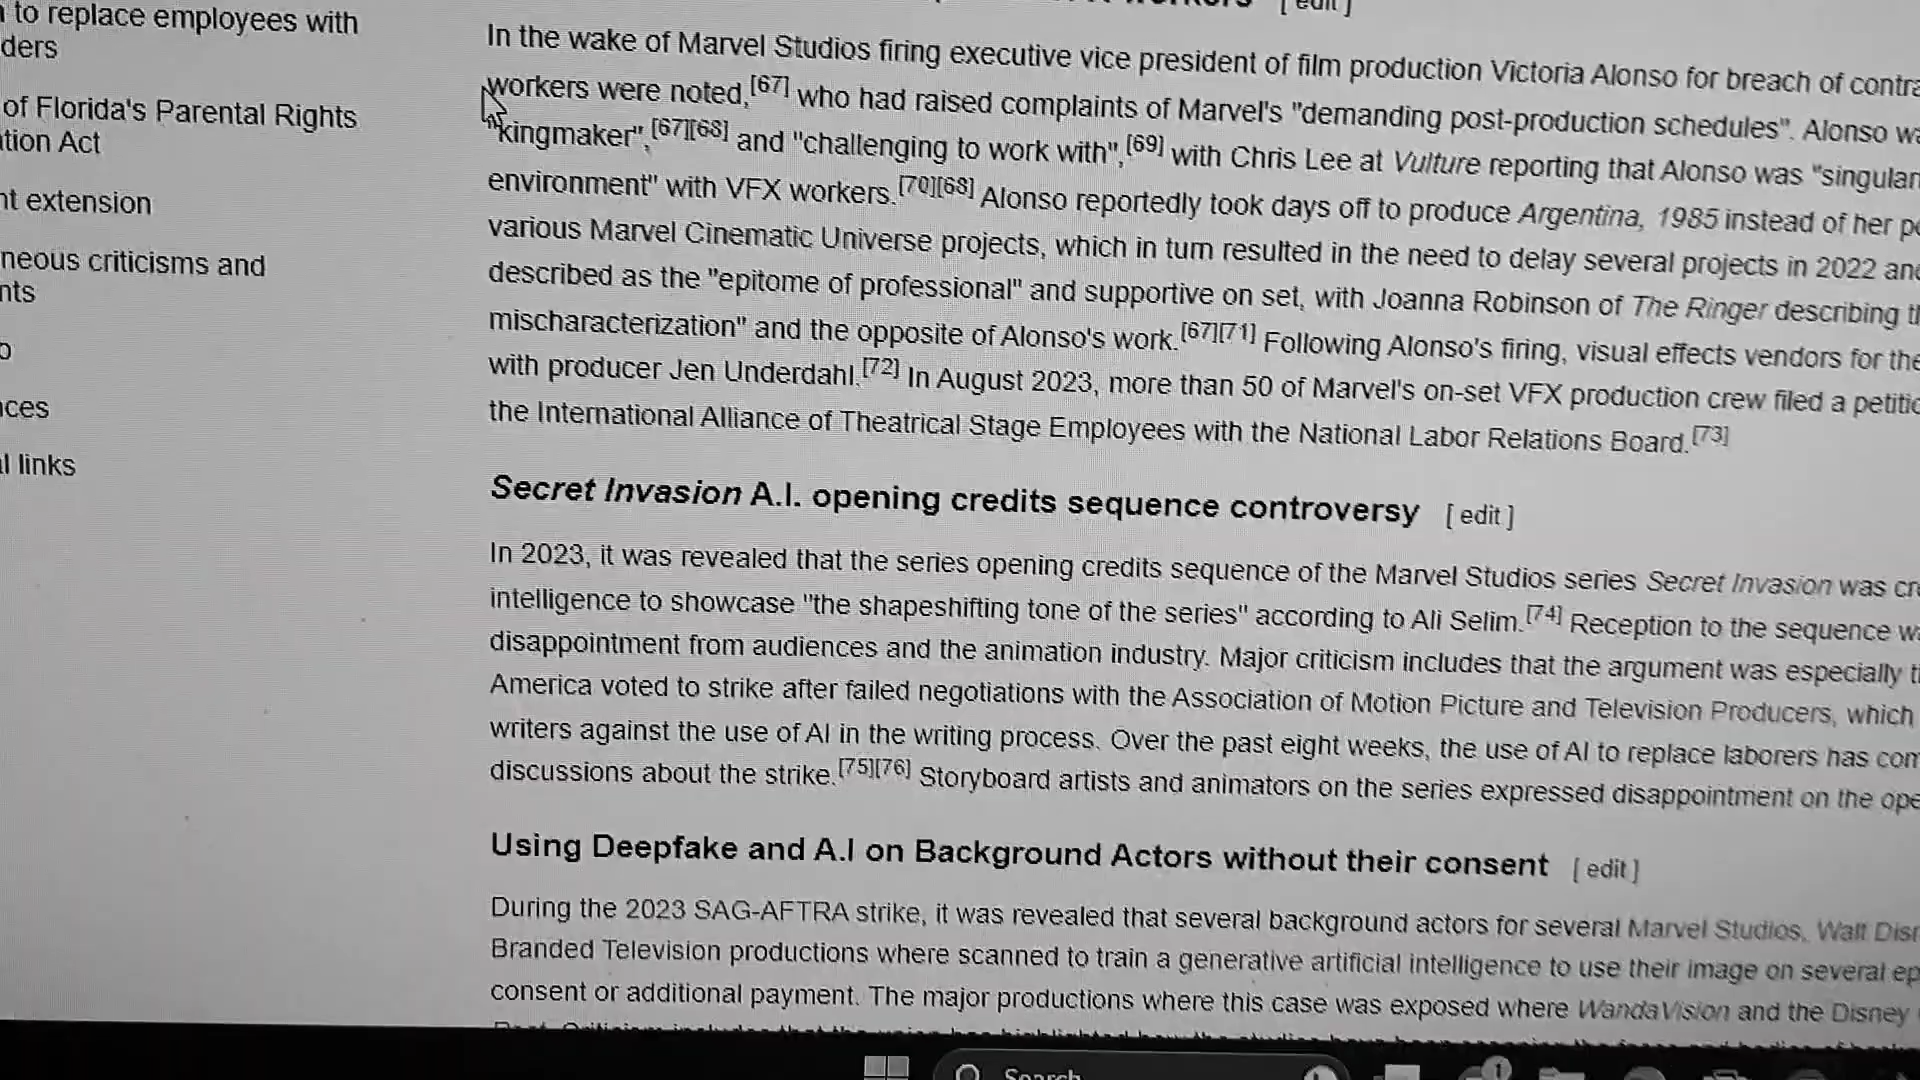 to replace employees with
ders
of Florida's Parental Rights
tion Act
nt extension
neous criticisms and
nts
o
nces
l links
[ edit ]
In the wake of Marvel Studios firing executive vice president of film production Victoria Alonso for breach of contra
workers were noted,[67] who had raised complaints of Marvel's "demanding post-production schedules". Alonso wa
"kingmaker",[67][68] and "challenging to work with",[69] with Chris Lee at Vulture reporting that Alonso was "singular
environment" with VFX workers.[70][68] Alonso reportedly took days off to produce Argentina, 1985 instead of her po
various Marvel Cinematic Universe projects, which in turn resulted in the need to delay several projects in 2022 and
described as the "epitome of professional" and supportive on set, with Joanna Robinson of The Ringer describing th
mischaracterization" and the opposite of Alonso's work.[67][71] Following Alonso's firing, visual effects vendors for the
with producer Jen Underdahl.[72] In August 2023, more than 50 of Marvel's on-set VFX production crew filed a petitio
the International Alliance of Theatrical Stage Employees with the National Labor Relations Board.[73]
Secret Invasion A.I. opening credits sequence controversy [ edit ]
In 2023, it was revealed that the series opening credits sequence of the Marvel Studios series Secret Invasion was cre
intelligence to showcase "the shapeshifting tone of the series" according to Ali Selim.[74] Reception to the sequence wa
disappointment from audiences and the animation industry. Major criticism includes that the argument was especially ti
America voted to strike after failed negotiations with the Association of Motion Picture and Television Producers, which
writers against the use of AI in the writing process. Over the past eight weeks, the use of AI to replace laborers has com
discussions about the strike.[75][76] Storyboard artists and animators on the series expressed disappointment on the ope
Using Deepfake and A.I on Background Actors without their consent [ edit ]
During the 2023 SAG-AFTRA strike, it was revealed that several background actors for several Marvel Studios, Walt Disn
Branded Television productions where scanned to train a generative artificial intelligence to use their image on several ep
consent or additional payment. The major productions where this case was exposed where WandaVision and the Disney
Search
1